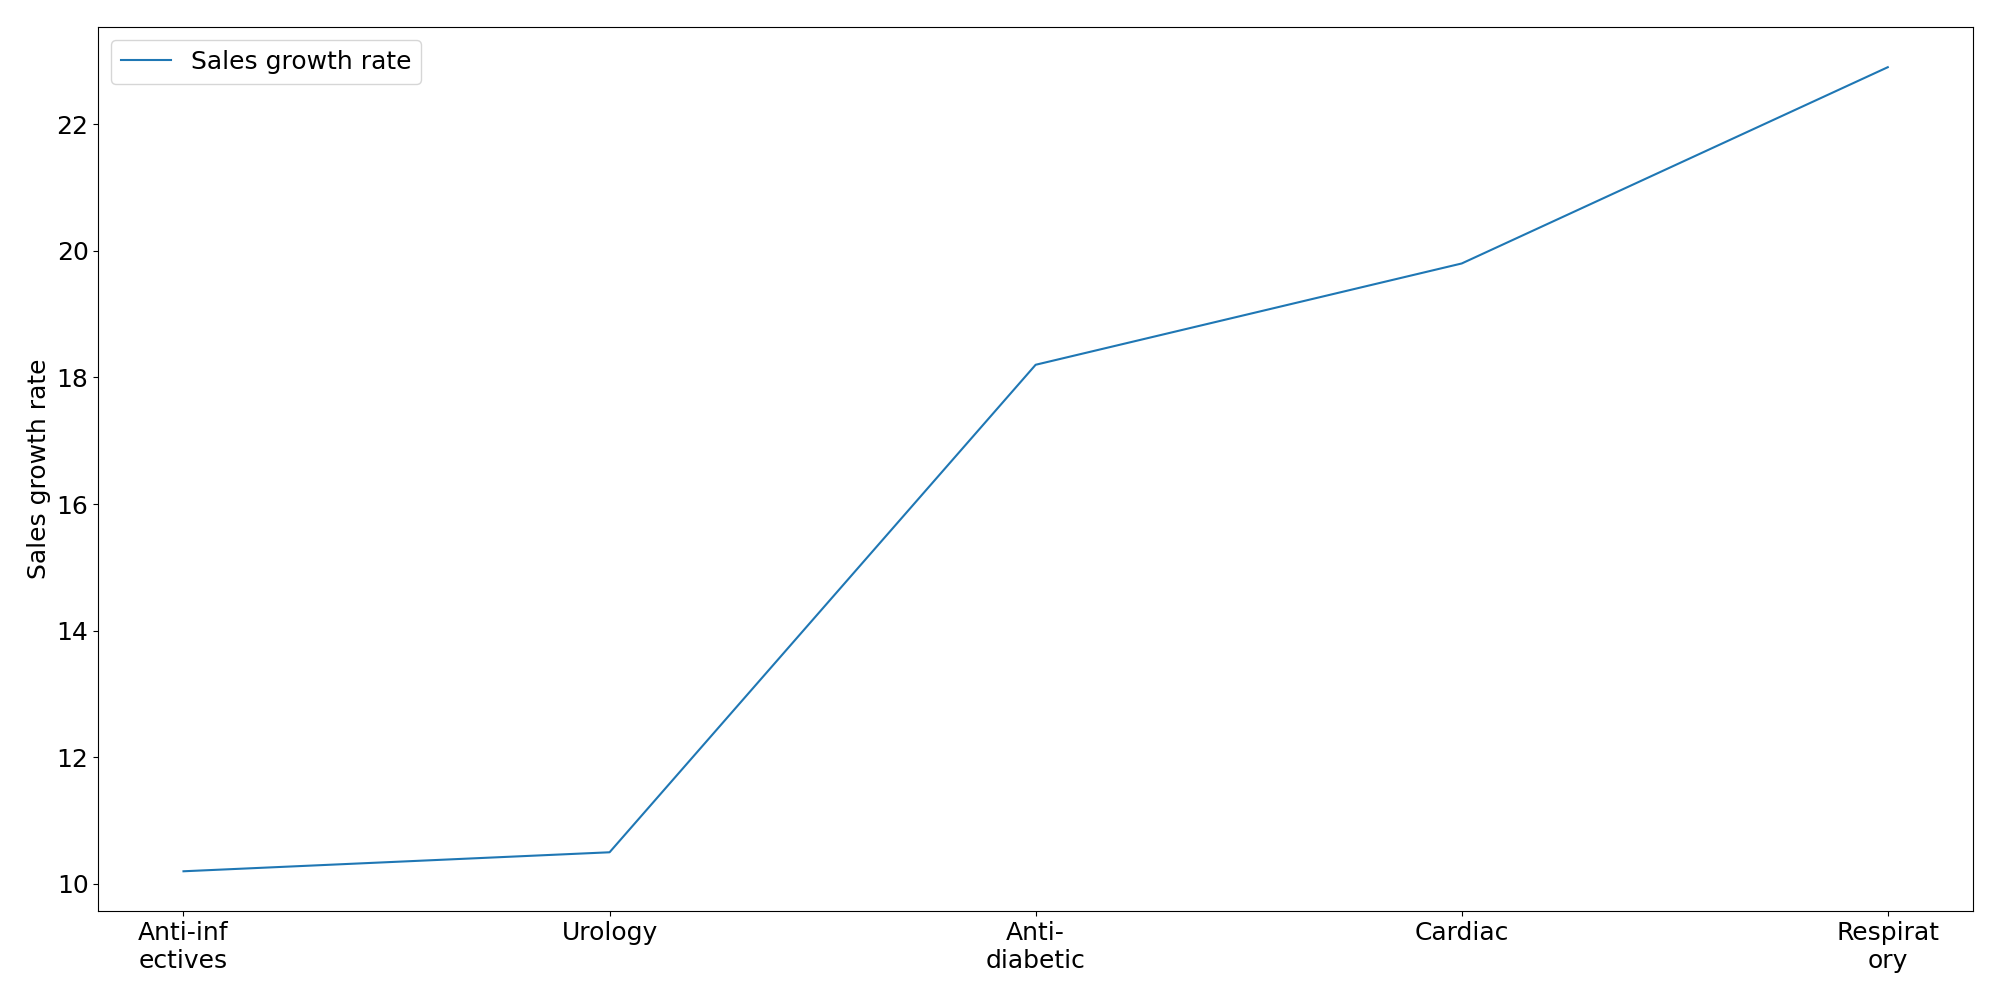 Sales growth rate
22
20
18
16
14
12
10
Sales growth rate
Anti-inf
ectives
Urology
Anti-
diabetic
Cardiac
Respirat
ory